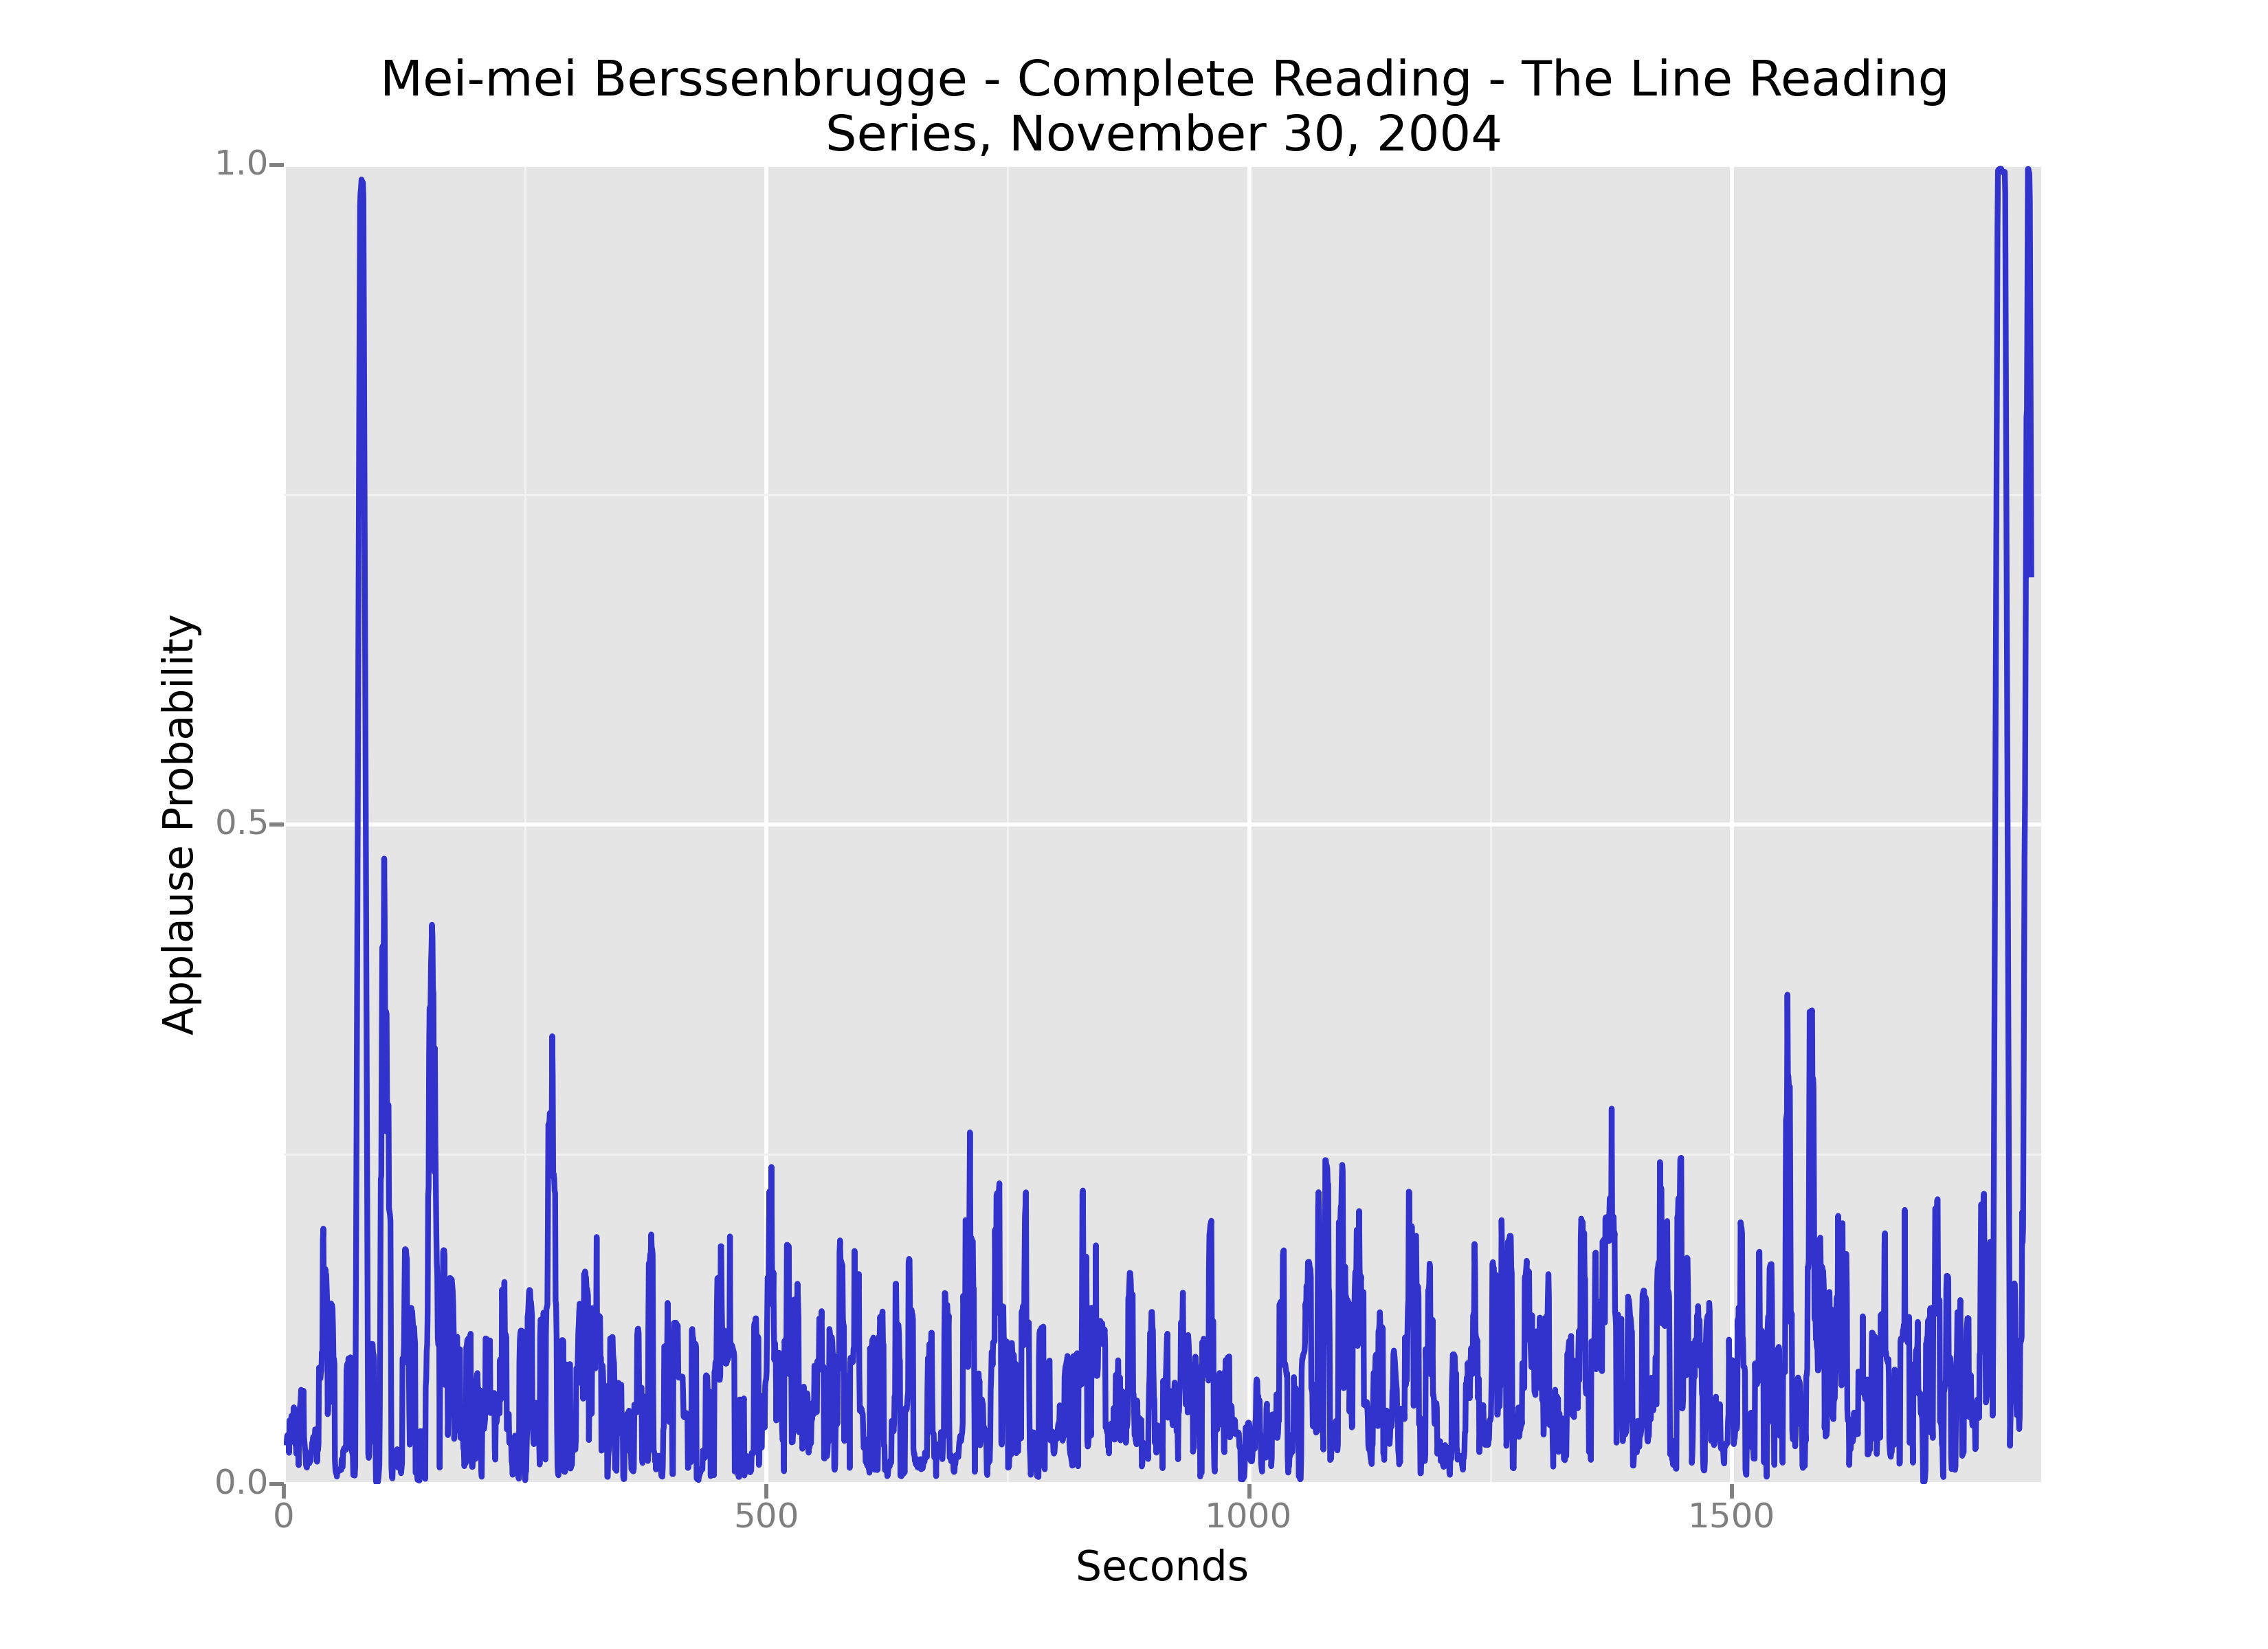 Mei-mei Berssenbrugge - Complete Reading - The Line Reading
Series, November 30, 2004
1.0
0.5
0.0
Applause Probability
0
500
1000
1500
Seconds